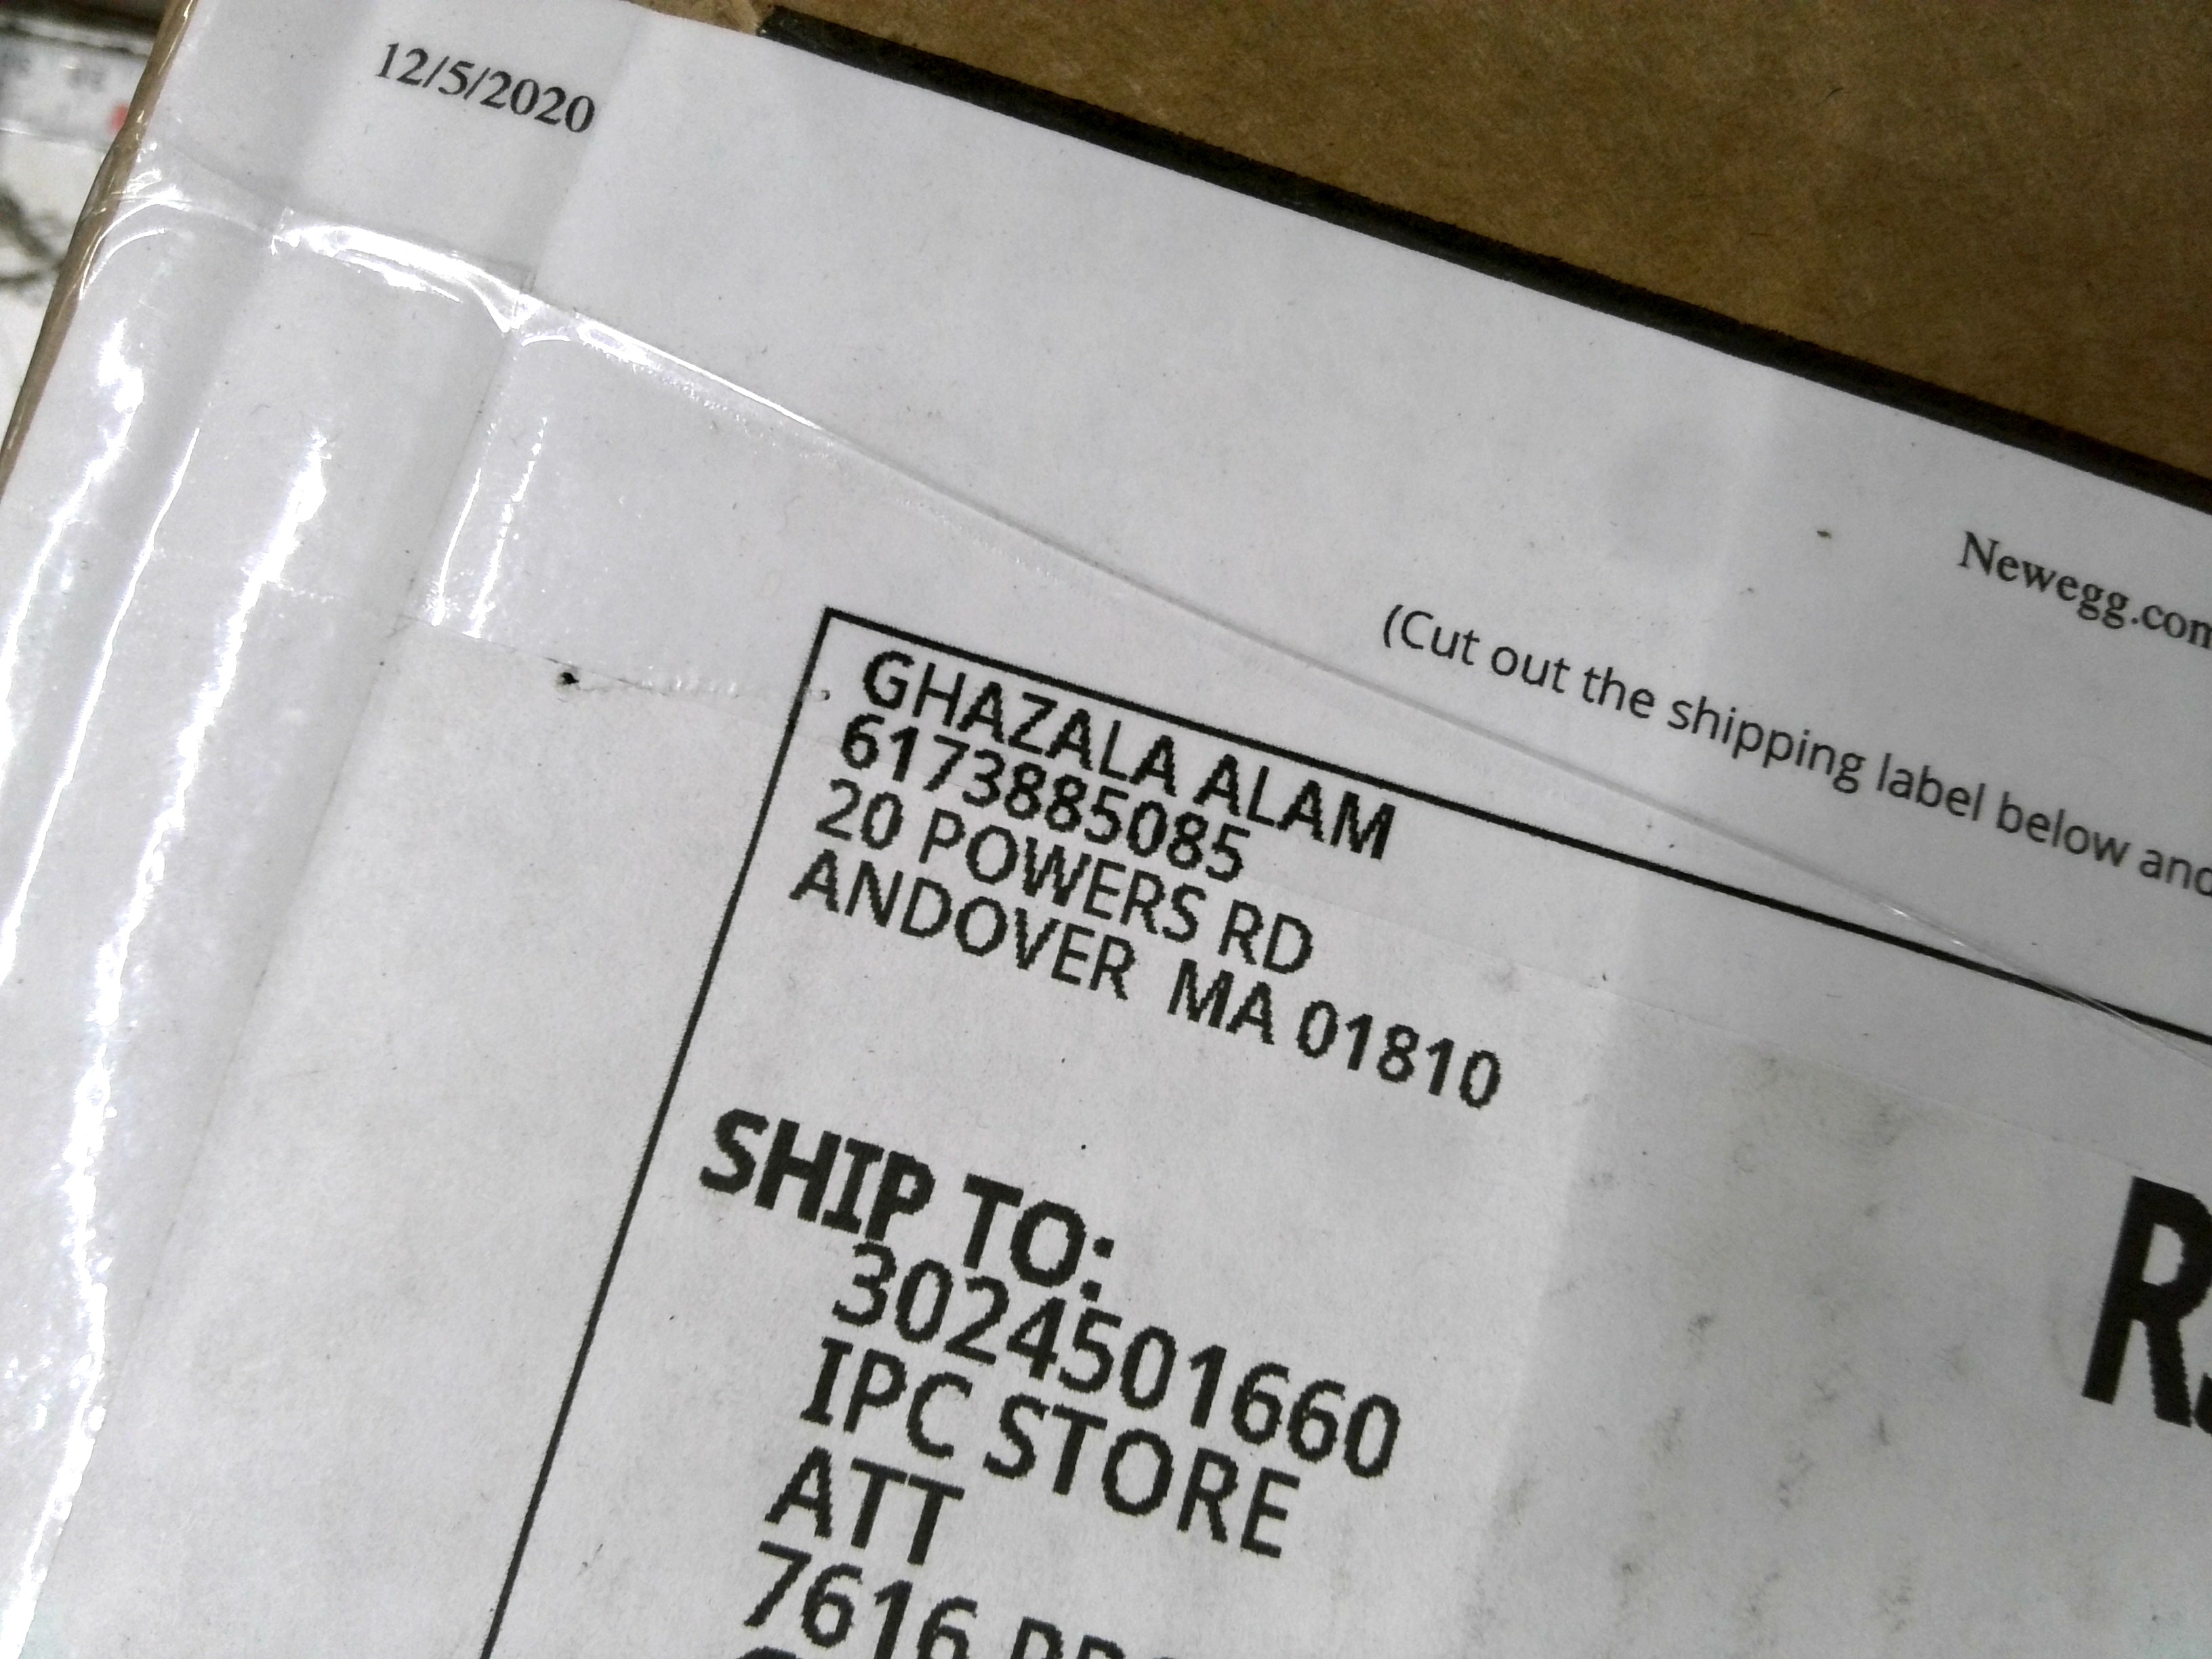 12/5/2020
Newegg.com
(Cut out the shipping label below and
GHAZALA ALAM
6173885085
20 POWERS RD
ANDOVER MA 01810
SHIP TO:
3024501660
IPC STORE
ATT
7616